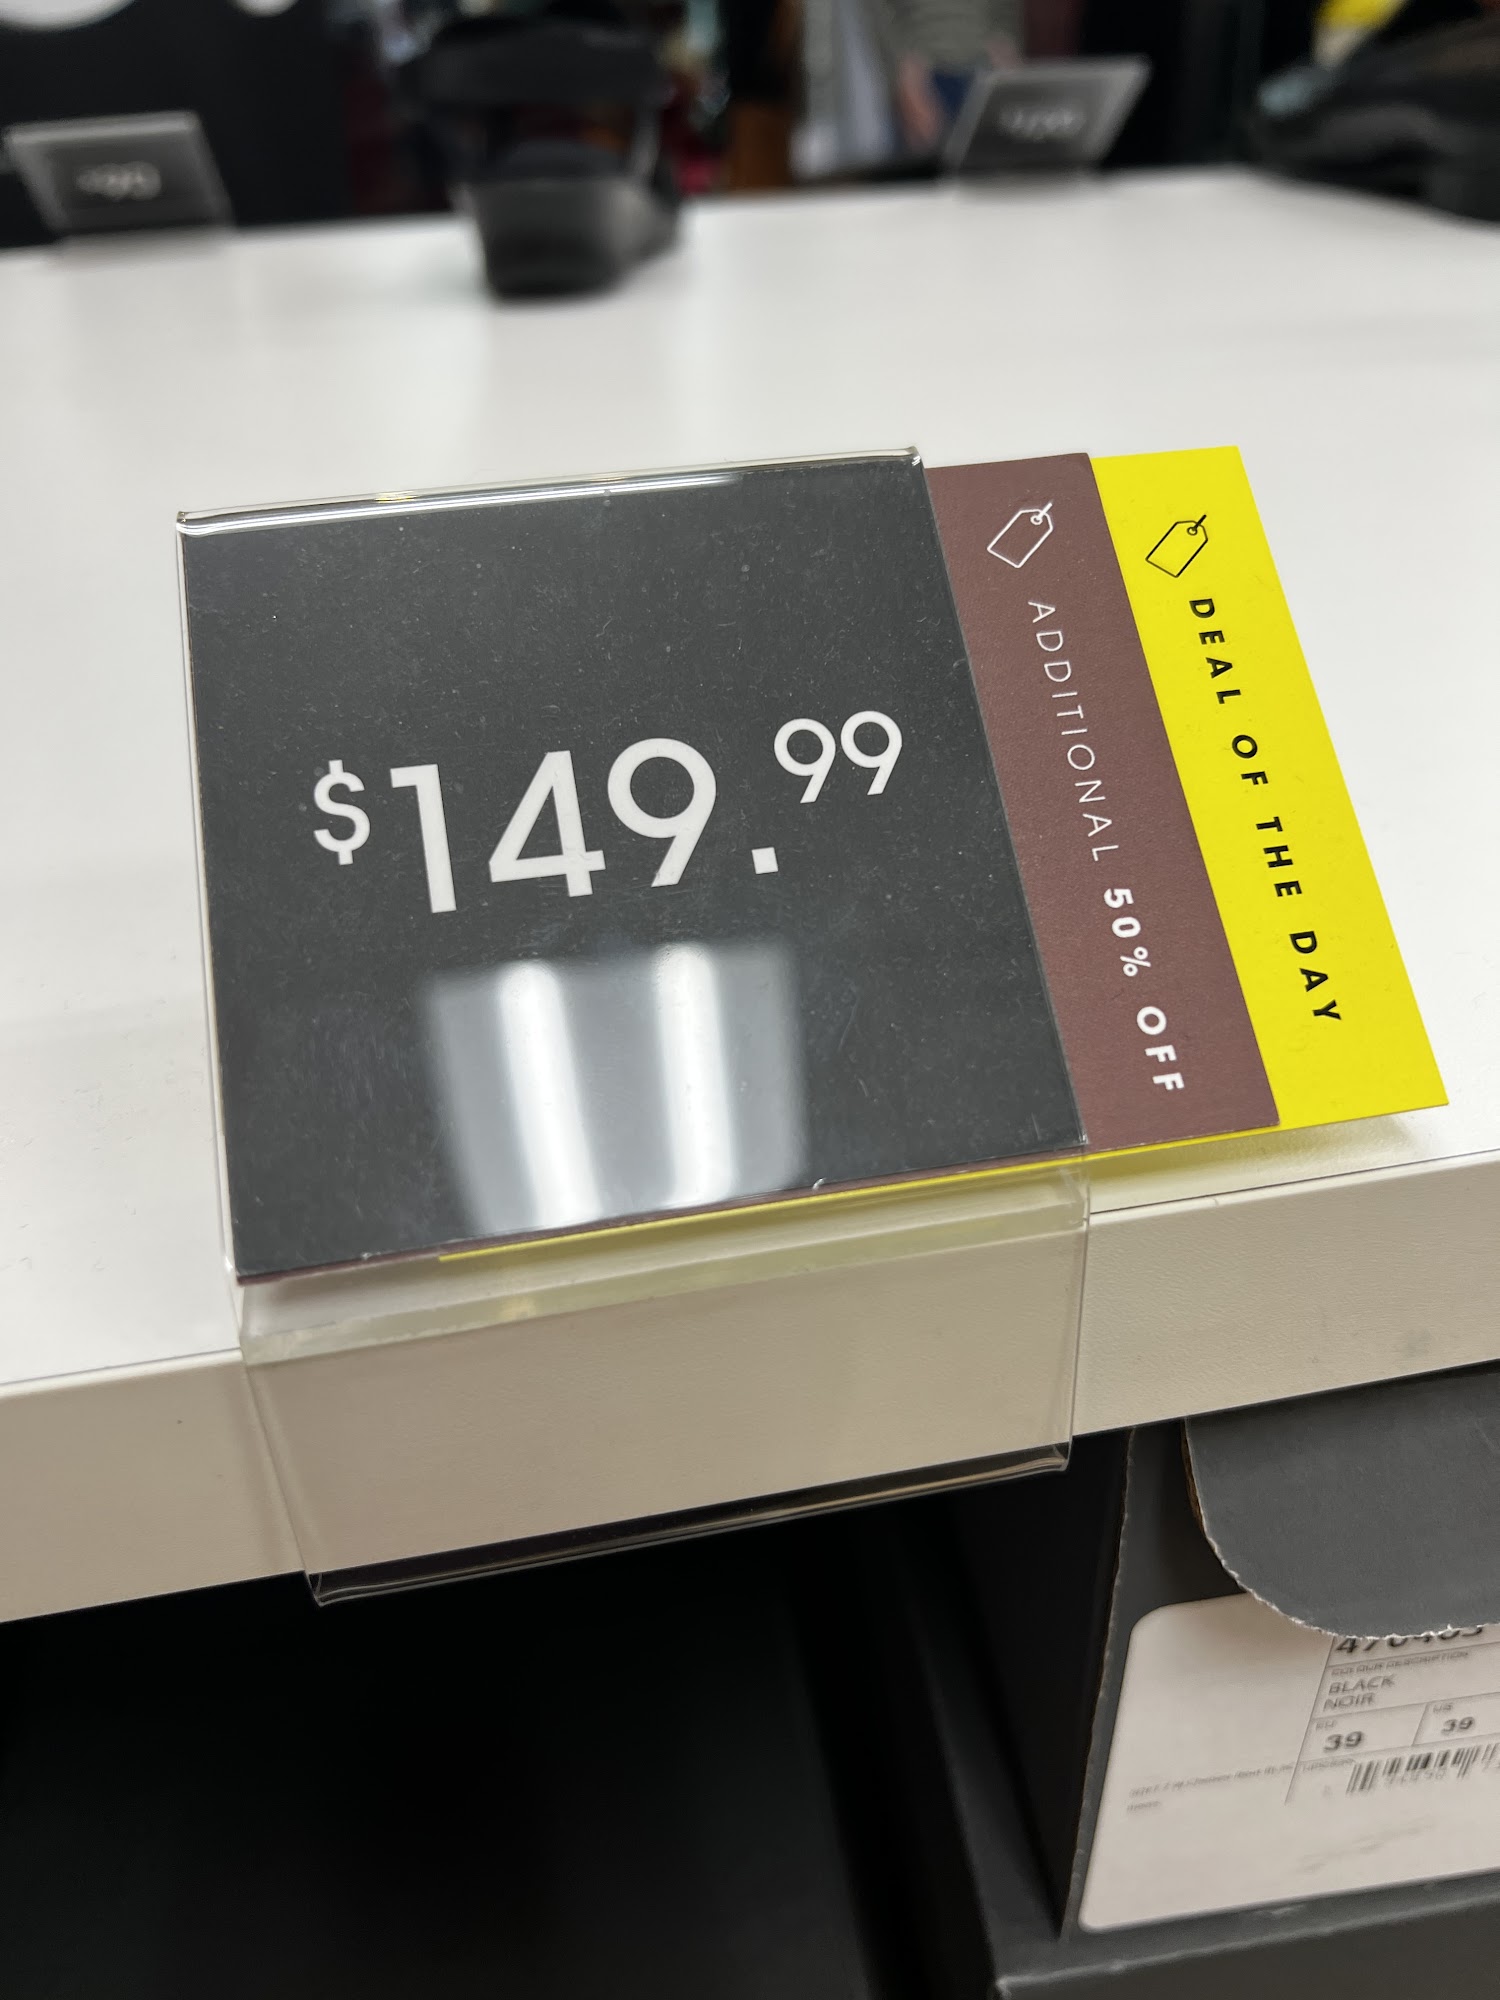 $149.99
ADDITIONAL 50% OFF
DEAL OF THE DAY
BLACK
NOIR
39
39